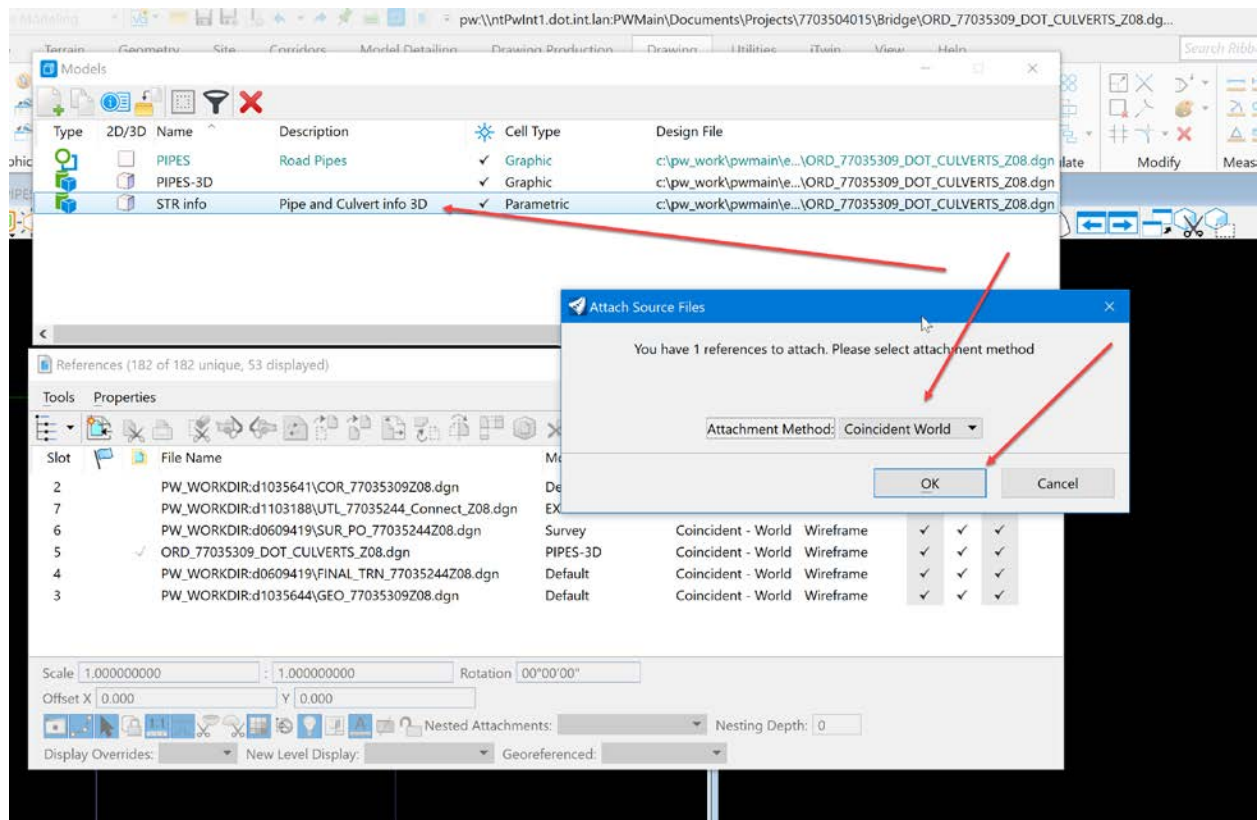 Modeling pw:\\ntPwInt1.dot.int.lan:PWMain\Documents\Projects\7703504015\Bridge\ORD_77035309_DOT_CULVERTS_Z08.dg...
Terrain Geometry Site Corridors Model Detailing Drawing Production Drawing Utilities iTwin View Help Search Ribb
Models
Type 2D/3D Name Description Cell Type Design File
PIPES Road Pipes ✓ Graphic c:\pw_work\pwmain\e...\ORD_77035309_DOT_CULVERTS_Z08.dgn
PIPES-3D ✓ Graphic c:\pw_work\pwmain\e...\ORD_77035309_DOT_CULVERTS_Z08.dgn
STR info Pipe and Culvert info 3D ✓ Parametric c:\pw_work\pwmain\e...\ORD_77035309_DOT_CULVERTS_Z08.dgn
Modify Meas
Attach Source Files
You have 1 references to attach. Please select attachment method
Attachment Method: Coincident World
OK Cancel
References (182 of 182 unique, 53 displayed)
Tools Properties
Slot File Name
2 PW_WORKDIR:d1035641\COR_77035309Z08.dgn De
7 PW_WORKDIR:d1103188\UTL_77035244_Connect_Z08.dgn EX
6 PW_WORKDIR:d0609419\SUR_PO_77035244Z08.dgn Survey Coincident - World Wireframe ✓ ✓ ✓
5 ✓ ORD_77035309_DOT_CULVERTS_Z08.dgn PIPES-3D Coincident - World Wireframe ✓ ✓ ✓
4 PW_WORKDIR:d0609419\FINAL_TRN_77035244Z08.dgn Default Coincident - World Wireframe ✓ ✓ ✓
3 PW_WORKDIR:d1035644\GEO_77035309Z08.dgn Default Coincident - World Wireframe ✓ ✓ ✓
Scale 1.000000000 : 1.000000000 Rotation 00°00'00"
Offset X 0.000 Y 0.000
Nested Attachments: Nesting Depth: 0
Display Overrides: New Level Display: Georeferenced: